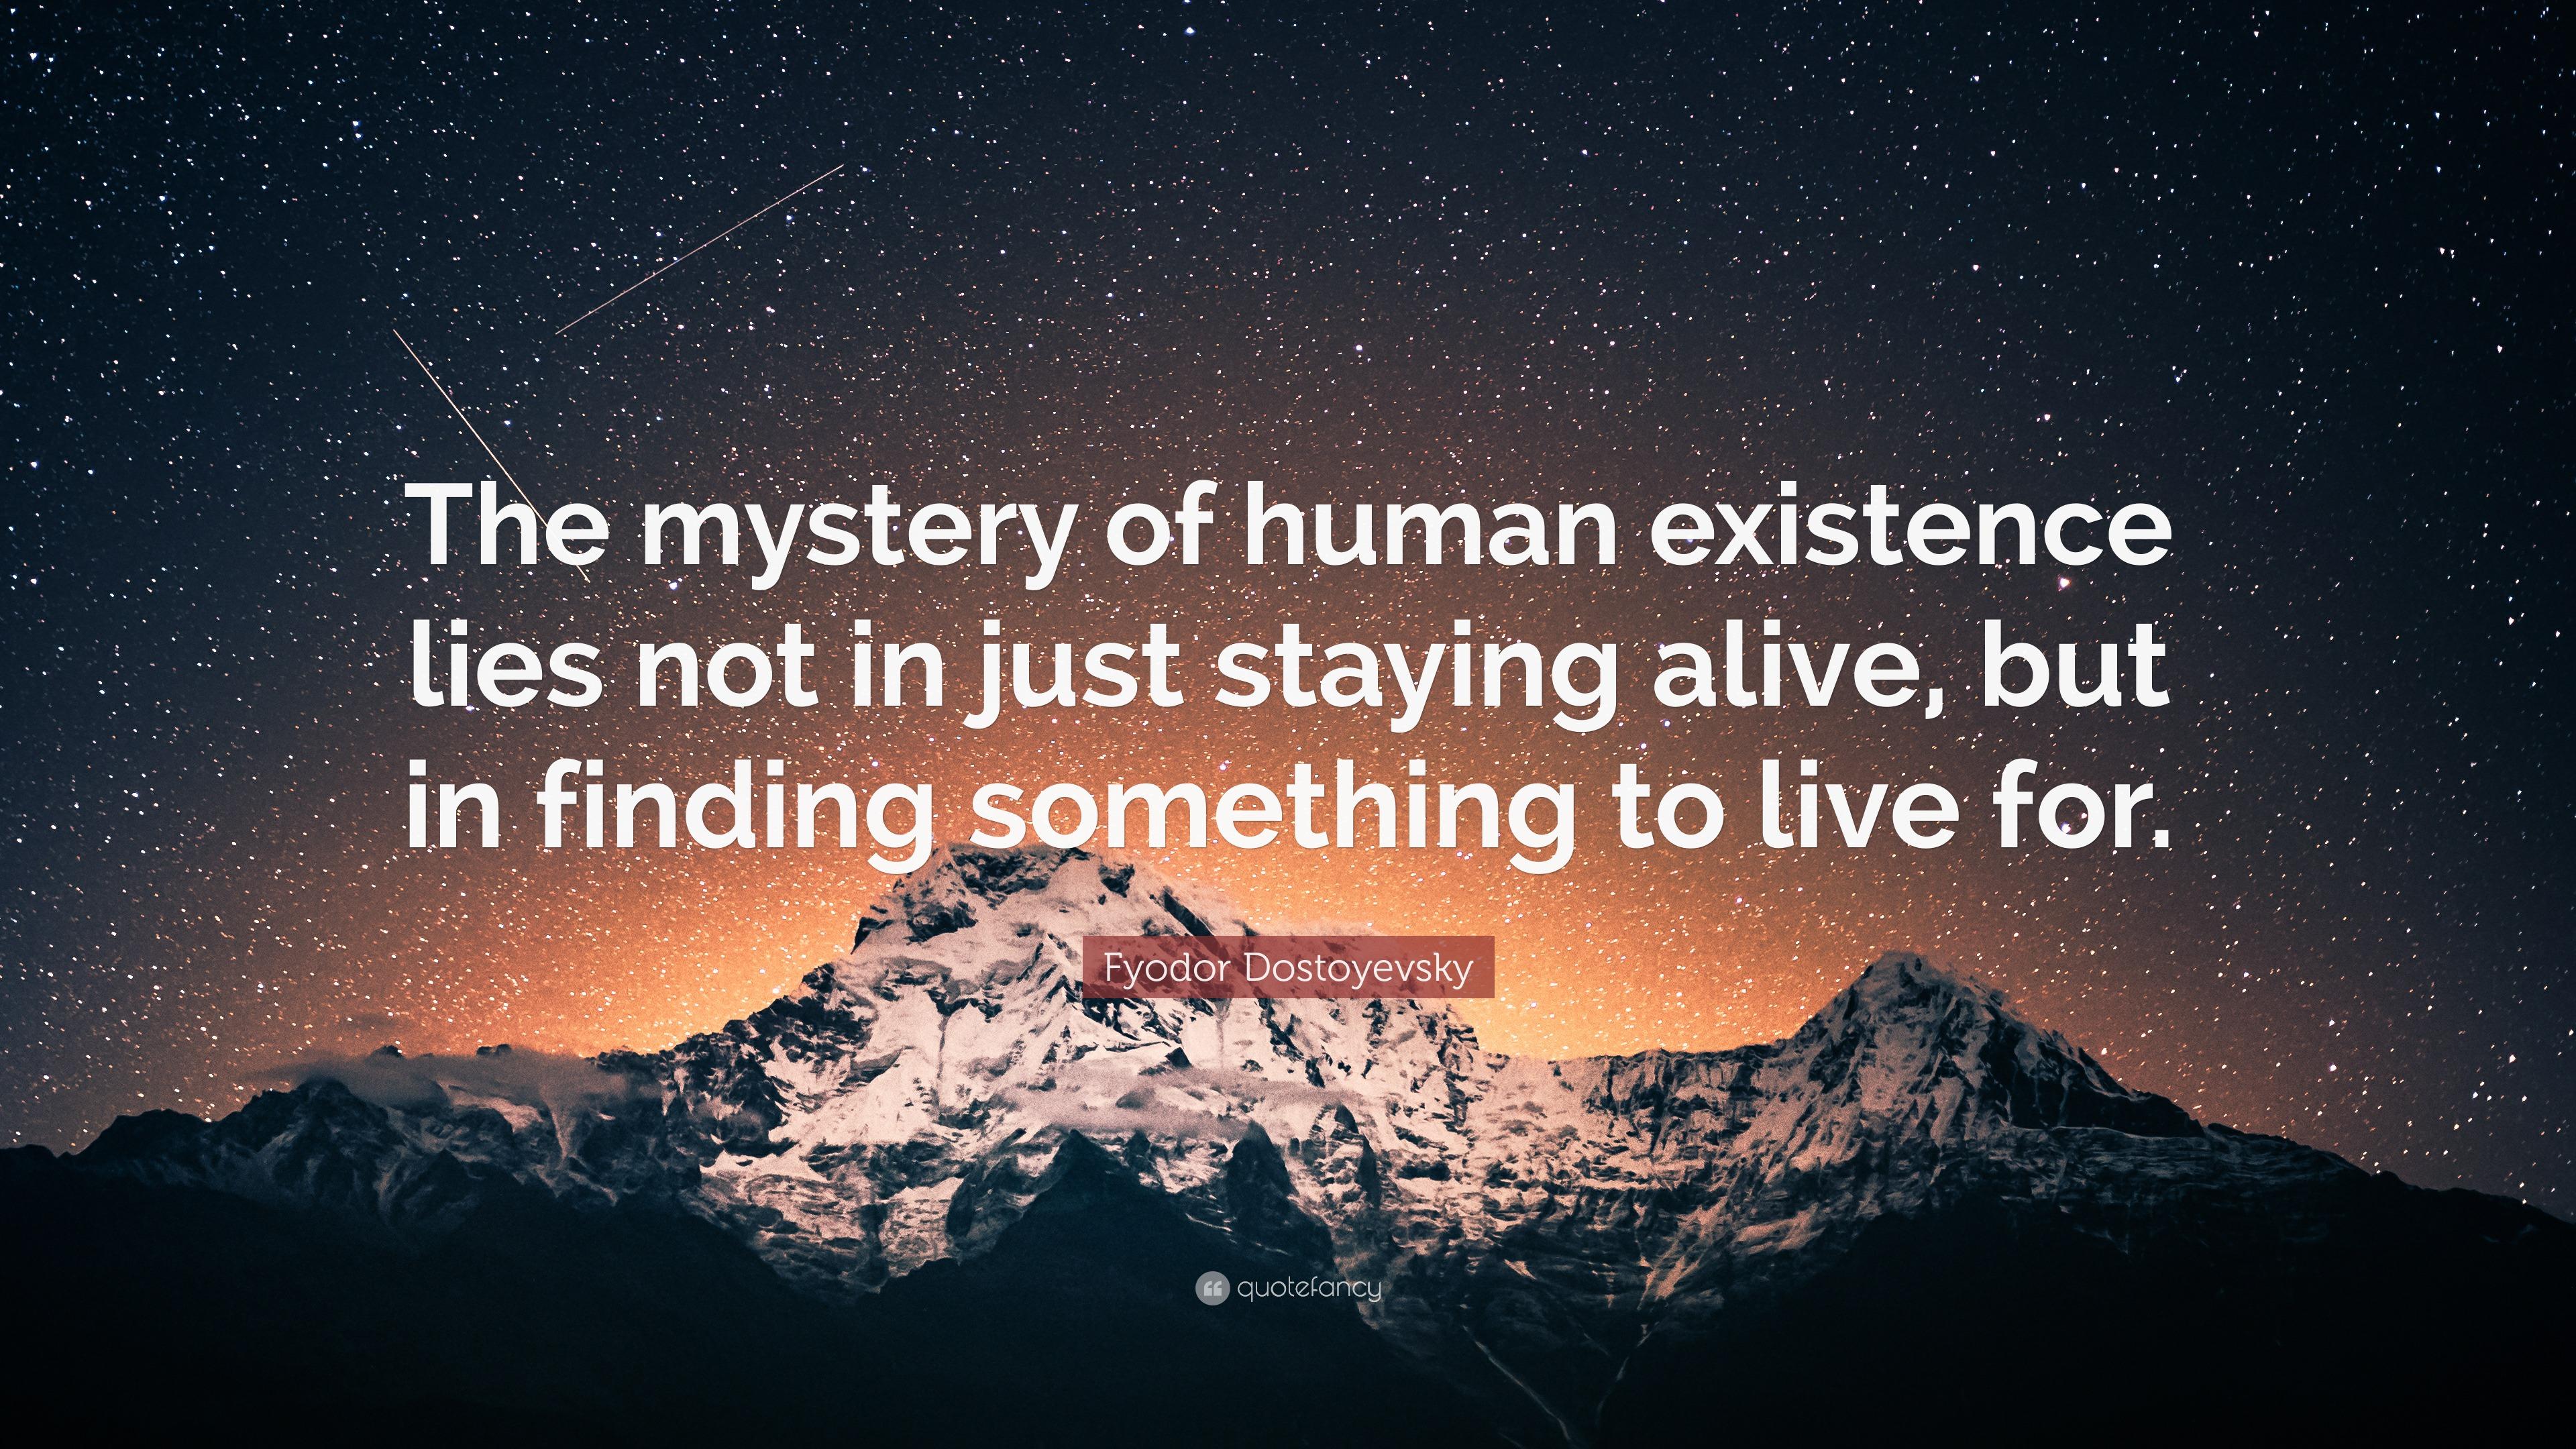 The mystery of human existence
lies not in just staying alive, but
in finding something to live for.
Fyodor Dostoyevsky
quotefancy